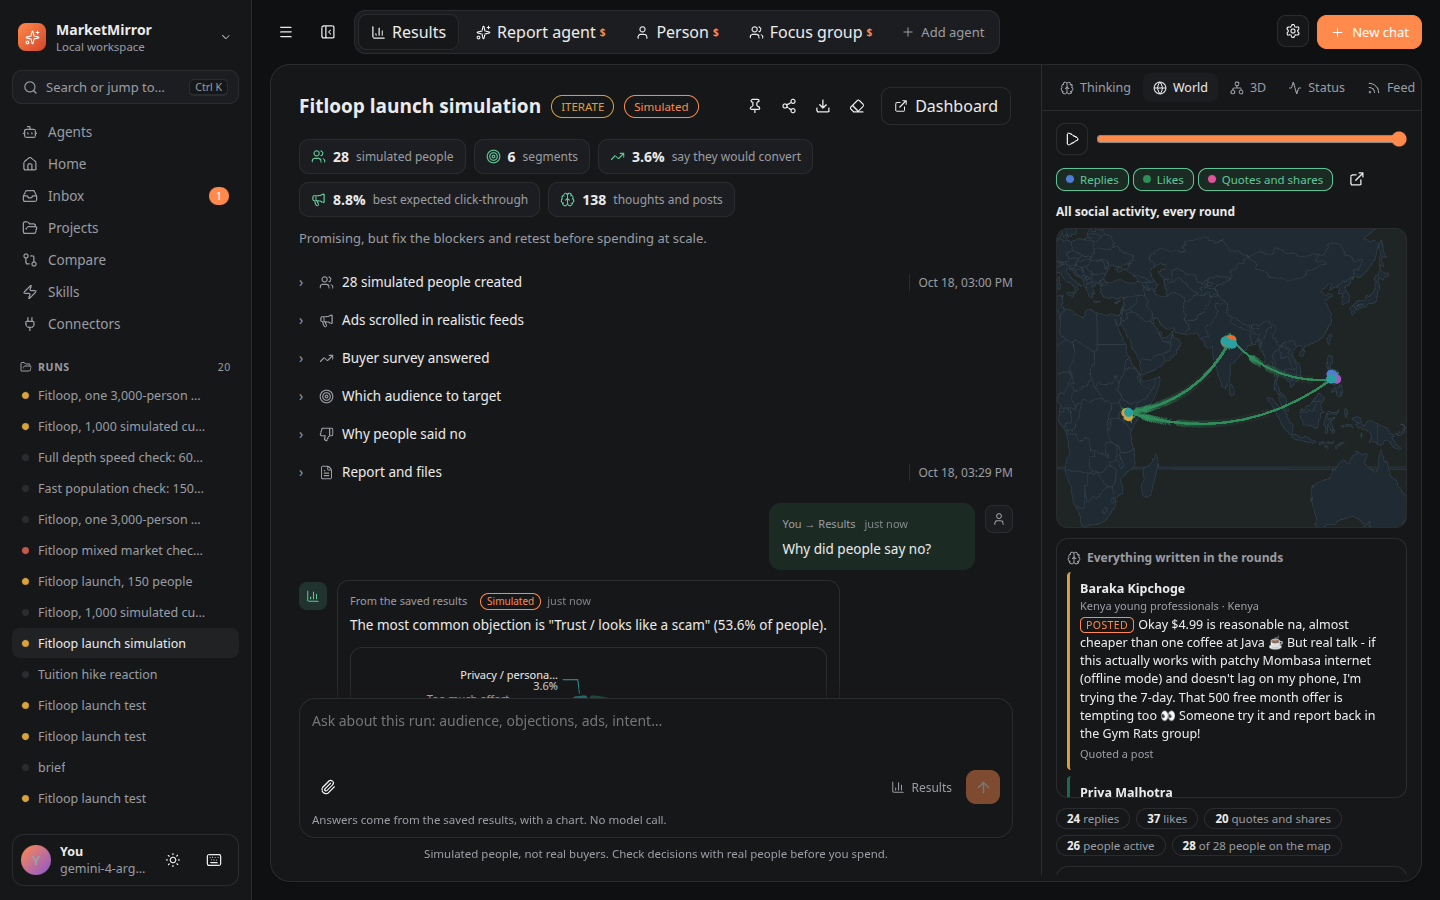 MarketMirror
Local workspace
Search or jump to...
Ctrl K
Agents
Home
Inbox
1
Projects
Compare
Skills
Connectors
RUNS
20
Fitloop, one 3,000-person ...
Fitloop, 1,000 simulated cu...
Full depth speed check: 60...
Fast population check: 150...
Fitloop, one 3,000-person ...
Fitloop mixed market chec...
Fitloop launch, 150 people
Fitloop, 1,000 simulated cu...
Fitloop launch simulation
Tuition hike reaction
Fitloop launch test
Fitloop launch test
brief
Fitloop launch test
Y
You
gemini-4-arg...
Results
Report agent $
Person $
Focus group $
Add agent
New chat
Fitloop launch simulation
ITERATE
Simulated
Dashboard
28 simulated people
6 segments
3.6% say they would convert
8.8% best expected click-through
138 thoughts and posts
Promising, but fix the blockers and retest before spending at scale.
28 simulated people created
Oct 18, 03:00 PM
Ads scrolled in realistic feeds
Buyer survey answered
Which audience to target
Why people said no
Report and files
Oct 18, 03:29 PM
You → Results just now
Why did people say no?
From the saved results
Simulated
just now
The most common objection is "Trust / looks like a scam" (53.6% of people).
Privacy / persona...
3.6%
Too much effort
Ask about this run: audience, objections, ads, intent...
Results
Answers come from the saved results, with a chart. No model call.
Simulated people, not real buyers. Check decisions with real people before you spend.
Thinking
World
3D
Status
Feed
Replies
Likes
Quotes and shares
All social activity, every round
Everything written in the rounds
Baraka Kipchoge
Kenya young professionals · Kenya
POSTED Okay $4.99 is reasonable na, almost
cheaper than one coffee at Java ☕ But real talk - if
this actually works with patchy Mombasa internet
(offline mode) and doesn't lag on my phone, I'm
trying the 7-day. That 500 free month offer is
tempting too 👀 Someone try it and report back in
the Gym Rats group!
Quoted a post
Priya Malhotra
24 replies
37 likes
20 quotes and shares
26 people active
28 of 28 people on the map